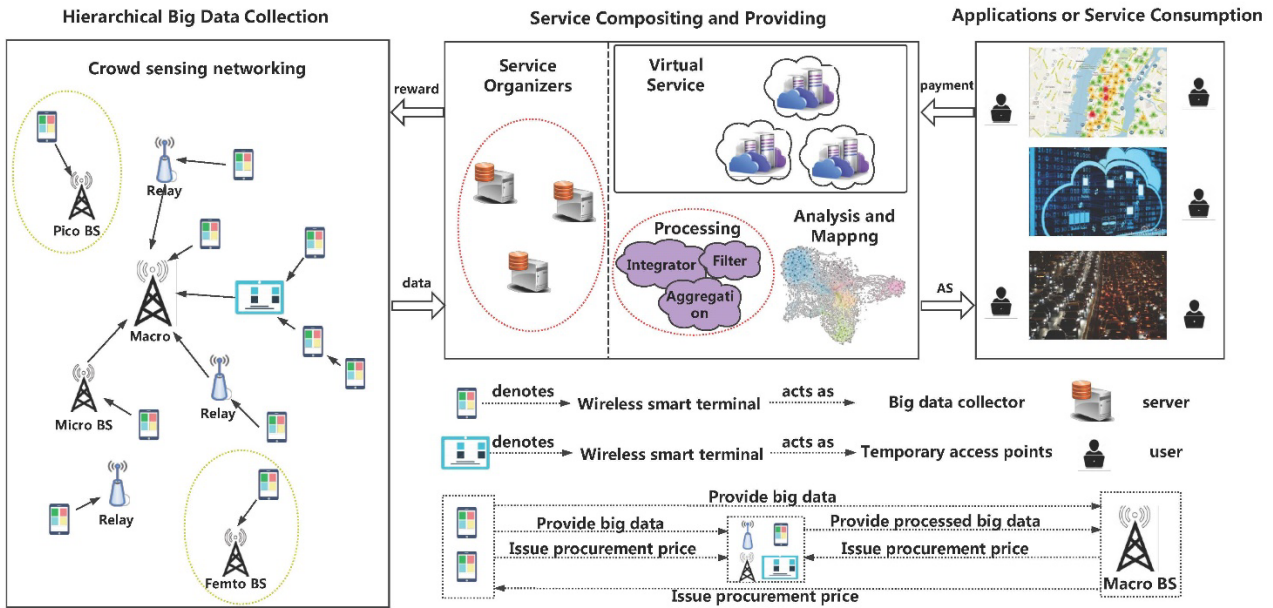 Hierarchical Big Data Collection
Crowd sensing networking
Relay
Pico BS
Macro
Micro BS
Relay
Relay
Femto BS
reward
data
Service Compositing and Providing
Service
Organizers
Virtual
Service
Processing
Integrator
Filter
Aggregati
on
Analysis and
Mappng
payment
AS
Applications or Service Consumption
denotes
Wireless smart terminal
acts as
Big data collector
server
denotes
Wireless smart terminal
acts as
Temporary access points
user
Provide big data
Provide big data
Provide processed big data
Issue procurement price
Issue procurement price
Macro BS
Issue procurement price